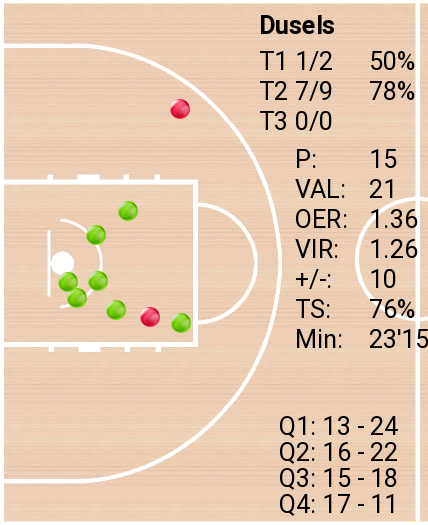 Dusels
T1 1/2 50%
T2 7/9 78%
T3 0/0
P: 15
VAL: 21
OER: 1.36
VIR: 1.26
+/-: 10
TS: 76%
Min: 23'15
Q1: 13 - 24
Q2: 16 - 22
Q3: 15 - 18
Q4: 17 - 11